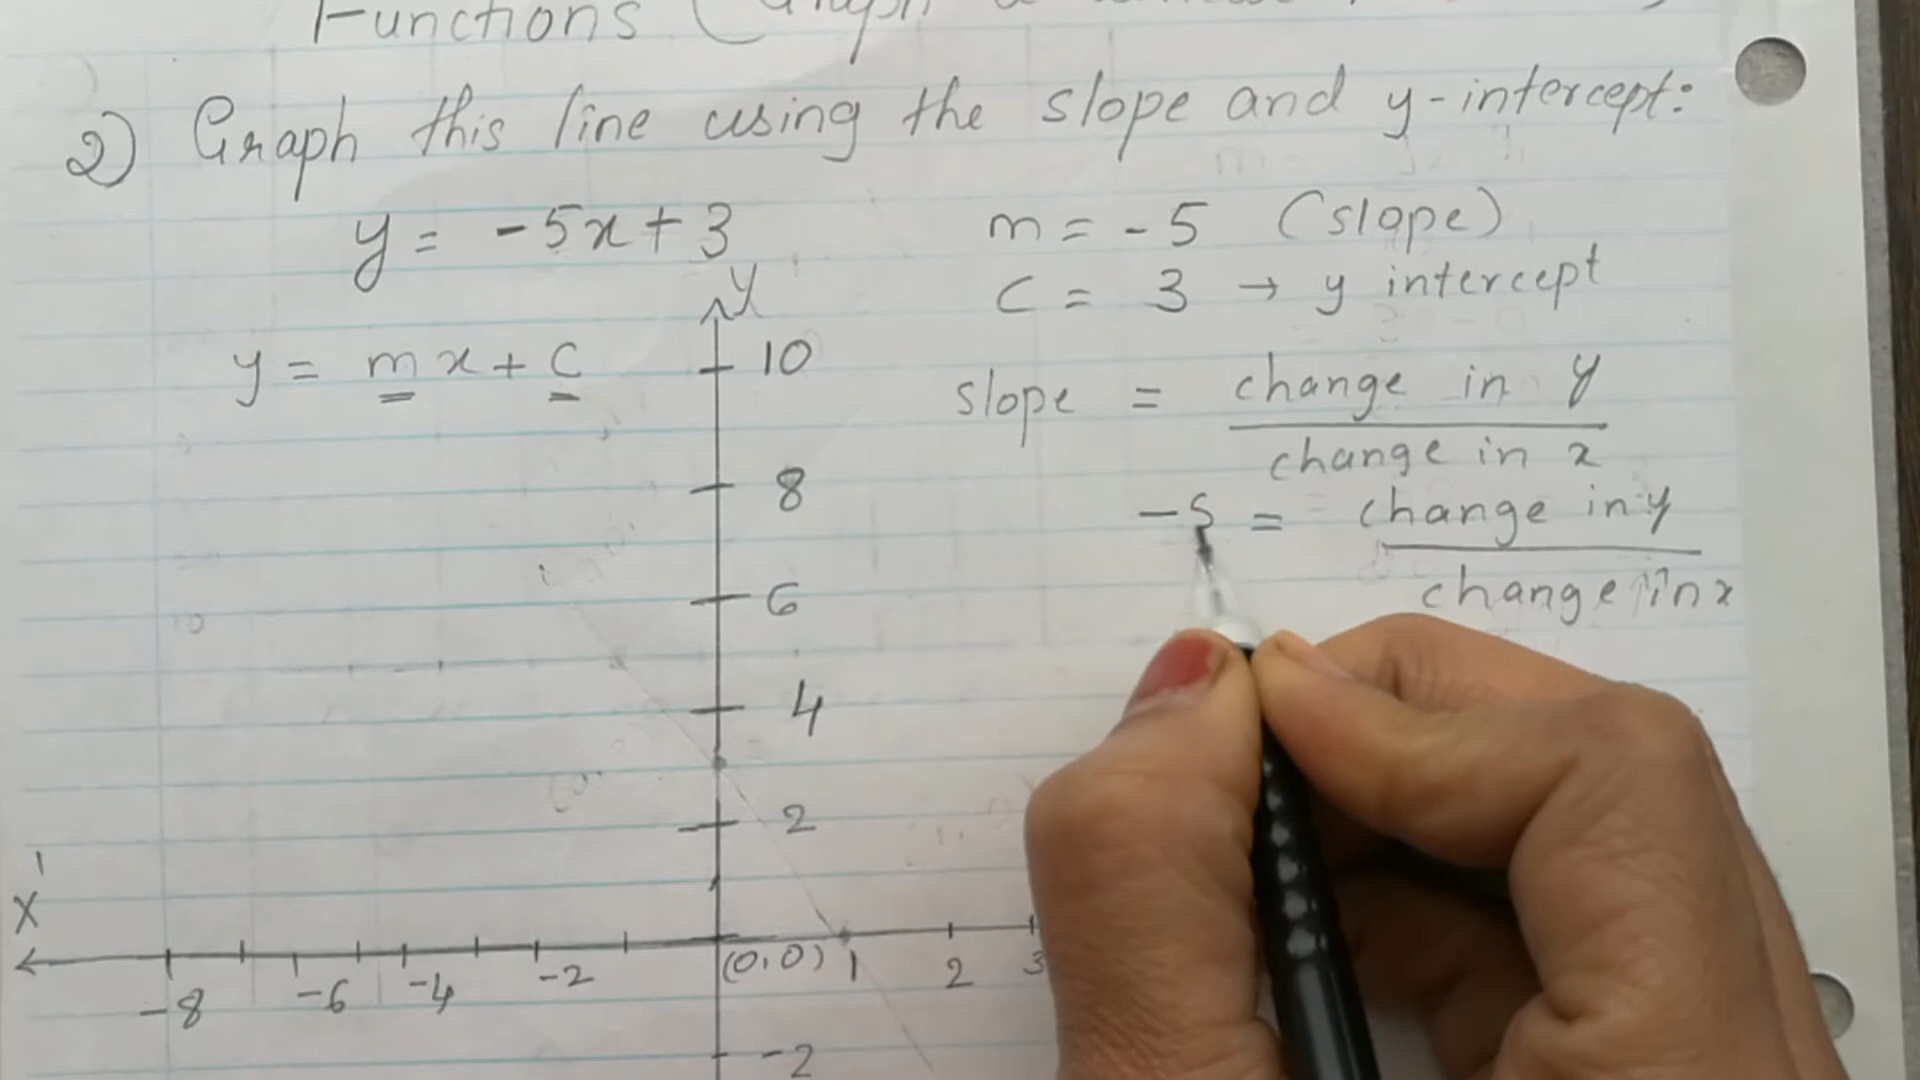 Functions (Graph a
2) Graph this line using the slope and y-intercept:
y = -5x+3
m = -5 (slope)
c = 3 → y intercept
y = mx + c
slope = change in y
change in x
-5 = change in y
change in x
Y
10
8
6
4
2
X'
-8 -6 -4 -2 (0,0) 1 2 3
-2